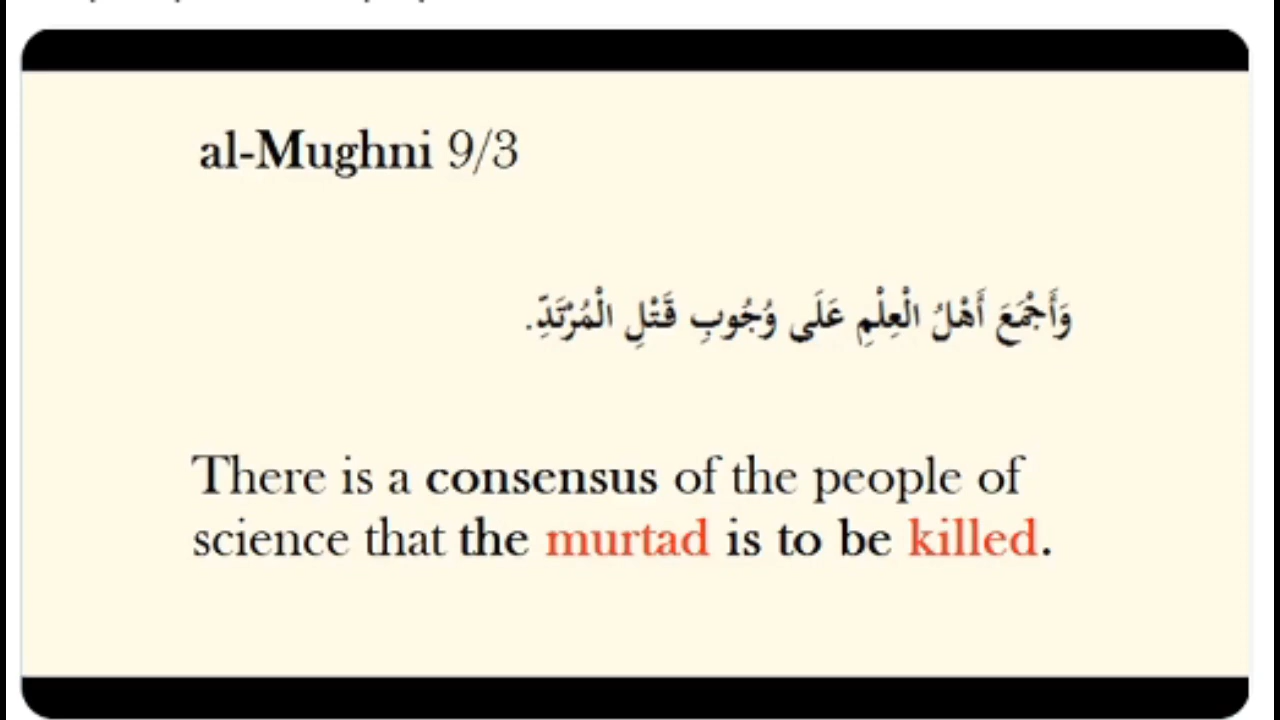 al-Mughni 9/3
وَأَجْمَعَ أَهْلُ الْعِلْمِ عَلَى وُجُوبِ قَتْلِ الْمُرْتَدِّ.
There is a consensus of the people of
science that the murtad is to be killed.